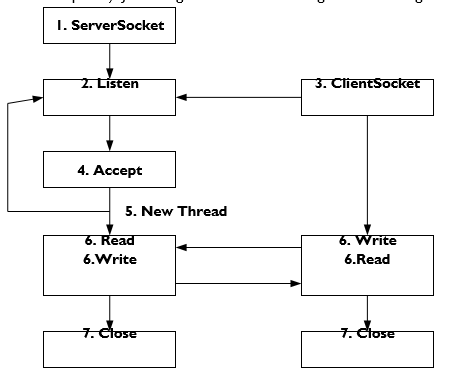 1. ServerSocket
2. Listen
3. ClientSocket
4. Accept
5. New Thread
6. Read
6.Write
6. Write
6.Read
7. Close
7. Close